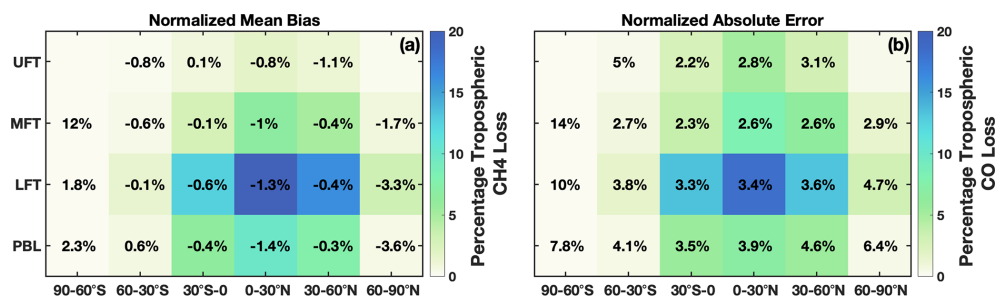 Normalized Mean Bias
(a)
UFT -0.8% 0.1% -0.8% -1.1%
MFT 12% -0.6% -0.1% -1% -0.4% -1.7%
LFT 1.8% -0.1% -0.6% -1.3% -0.4% -3.3%
PBL 2.3% 0.6% -0.4% -1.4% -0.3% -3.6%
90-60°S 60-30°S 30°S-0 0-30°N 30-60°N 60-90°N
20
15
10
5
0
Percentage Tropospheric
CH4 Loss
Normalized Absolute Error
(b)
5% 2.2% 2.8% 3.1%
14% 2.7% 2.3% 2.6% 2.6% 2.9%
10% 3.8% 3.3% 3.4% 3.6% 4.7%
7.8% 4.1% 3.5% 3.9% 4.6% 6.4%
90-60°S 60-30°S 30°S-0 0-30°N 30-60°N 60-90°N
20
15
10
5
0
Percentage Tropospheric
CO Loss